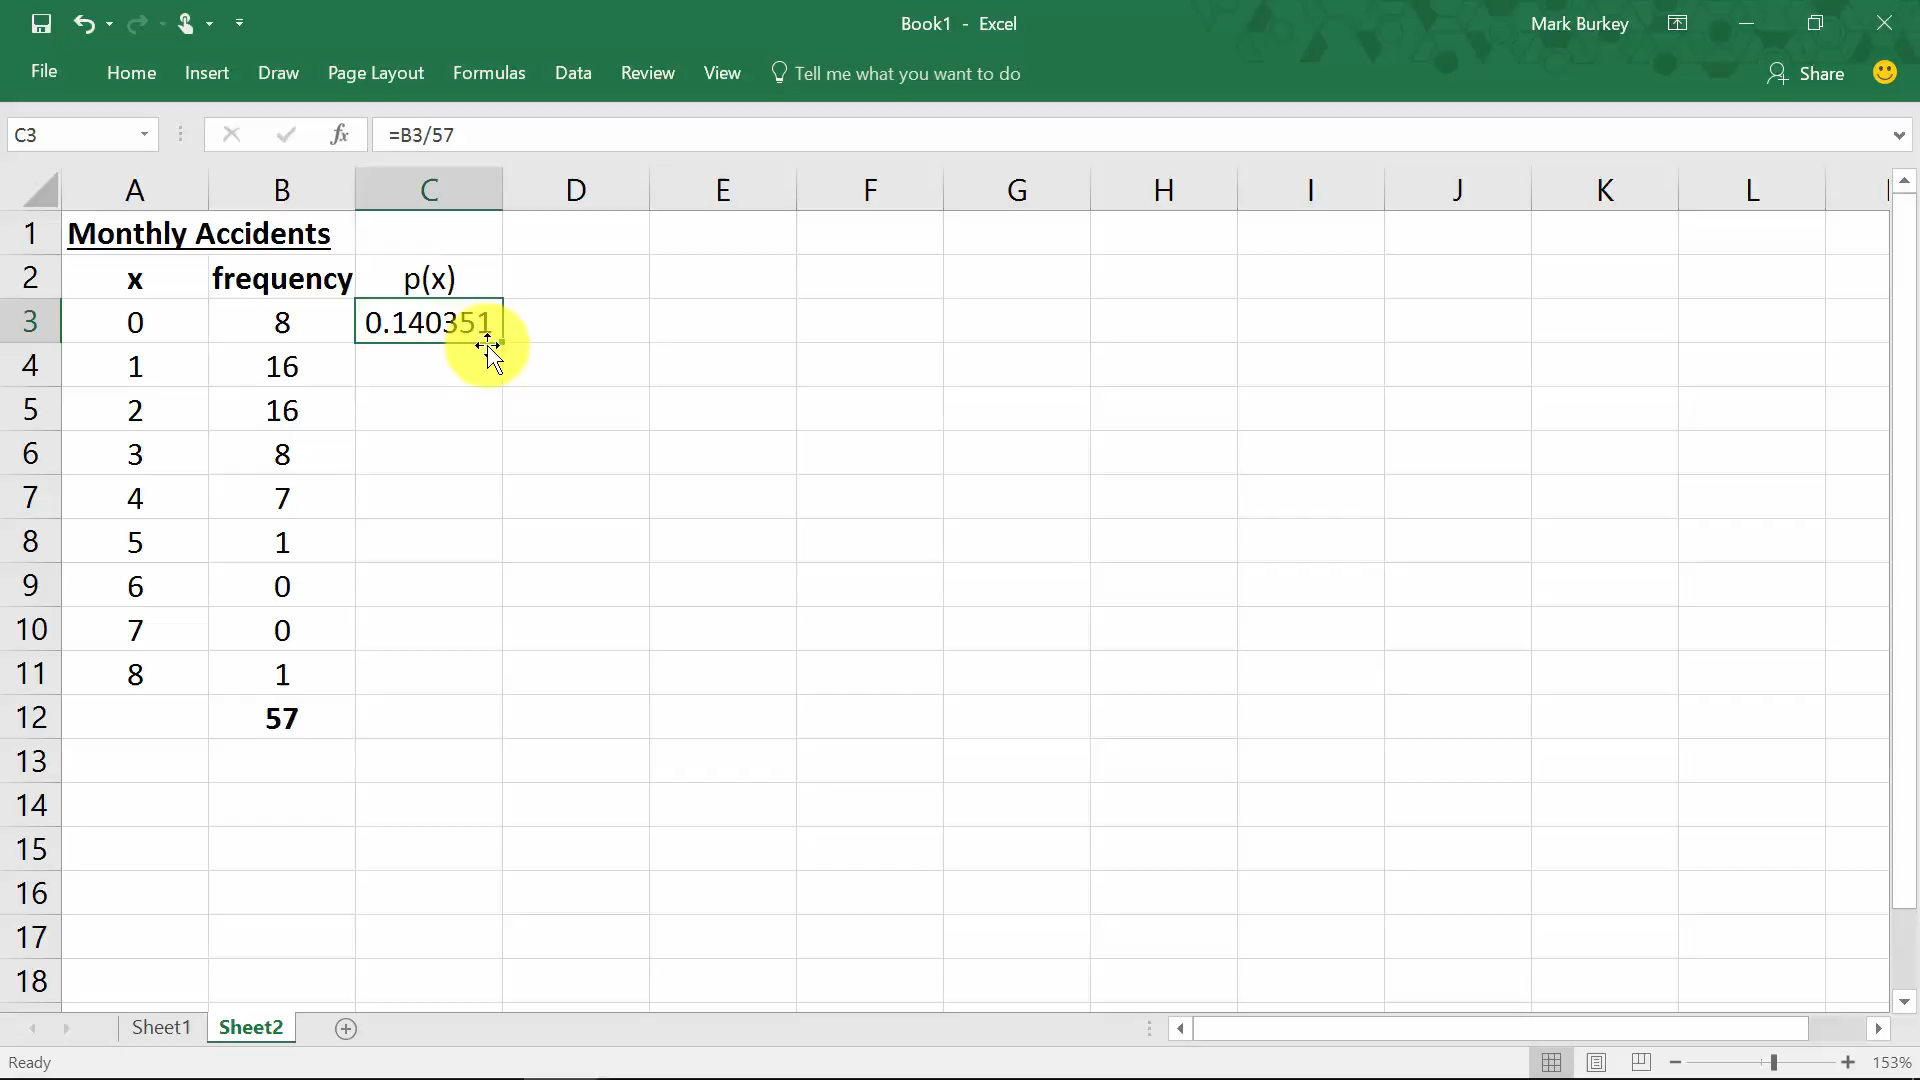 Book1 - Excel
Mark Burkey
File Home Insert Draw Page Layout Formulas Data Review View Tell me what you want to do Share
C3 fx =B3/57
A B C D E F G H I J K L
1 Monthly Accidents
2 x frequency p(x)
3 0 8 0.140351
4 1 16
5 2 16
6 3 8
7 4 7
8 5 1
9 6 0
10 7 0
11 8 1
12 57
13
14
15
16
17
18
Sheet1 Sheet2
Ready 153%